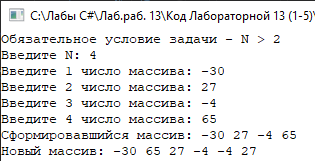 C:\Лабы C#\Лаб.раб. 13\Код Лабораторной 13 (1-5)\
Обязательное условие задачи - N > 2
Введите N: 4
Введите 1 число массива: -30
Введите 2 число массива: 27
Введите 3 число массива: -4
Введите 4 число массива: 65
Сформировавшийся массив: -30 27 -4 65
Новый массив: -30 65 27 -4 -4 27